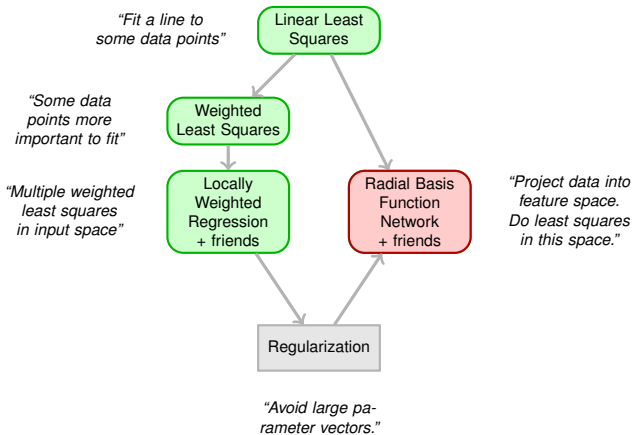 “Fit a line to
some data points”
Linear Least
Squares
“Some data
points more
important to fit”
Weighted
Least Squares
“Multiple weighted
least squares
in input space”
Locally
Weighted
Regression
+ friends
Radial Basis
Function
Network
+ friends
“Project data into
feature space.
Do least squares
in this space.”
Regularization
“Avoid large pa-
rameter vectors.”